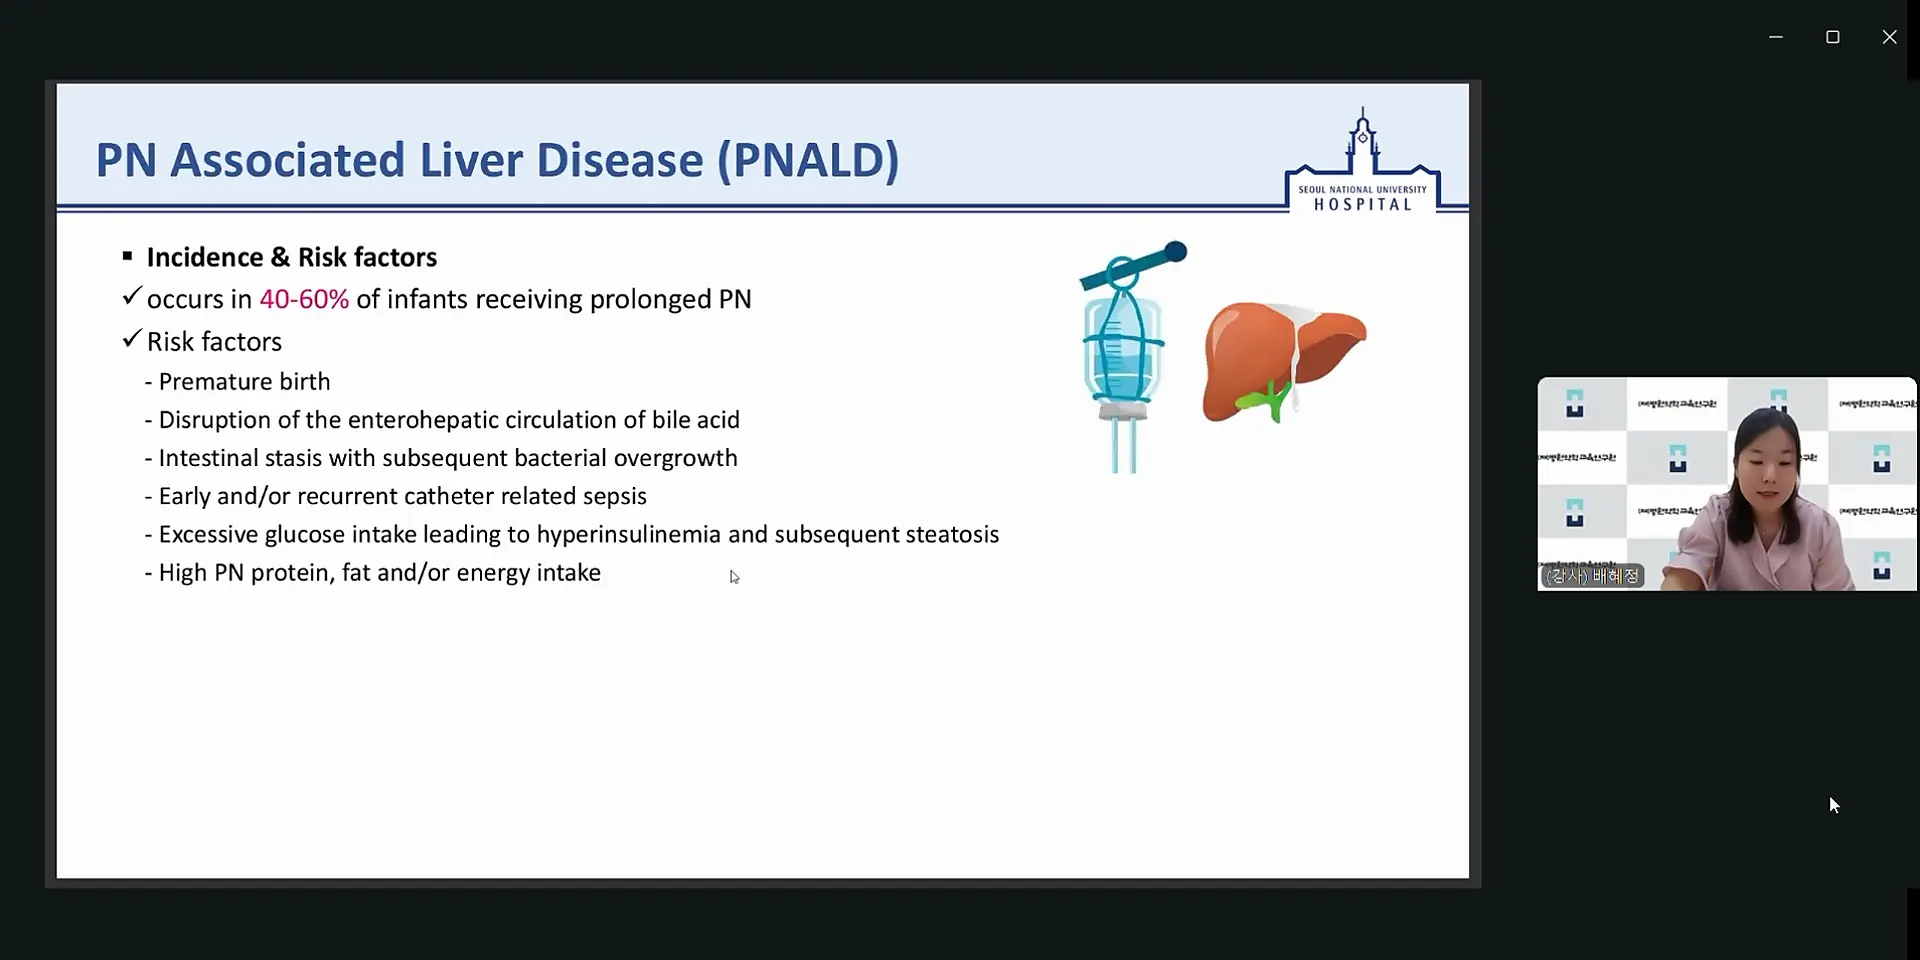 PN Associated Liver Disease (PNALD)
SEOUL NATIONAL UNIVERSITY
HOSPITAL
▪ Incidence & Risk factors
✓ occurs in 40-60% of infants receiving prolonged PN
✓ Risk factors
- Premature birth
- Disruption of the enterohepatic circulation of bile acid
- Intestinal stasis with subsequent bacterial overgrowth
- Early and/or recurrent catheter related sepsis
- Excessive glucose intake leading to hyperinsulinemia and subsequent steatosis
- High PN protein, fat and/or energy intake
(강사) 배혜정